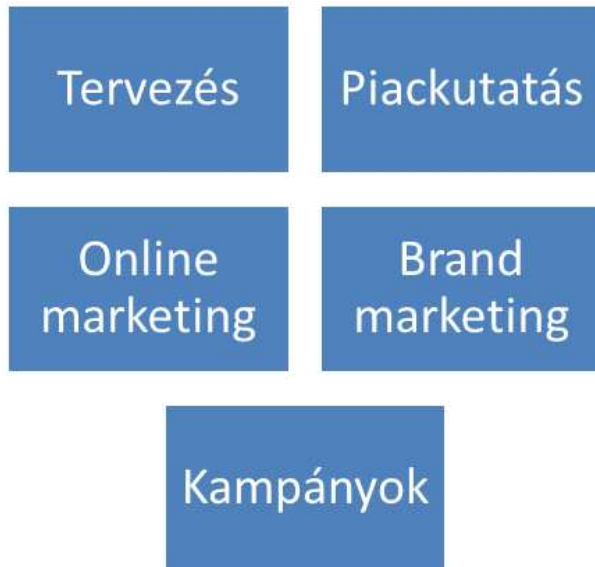 Tervezés
Piackutatás
Online
marketing
Brand
marketing
Kampányok